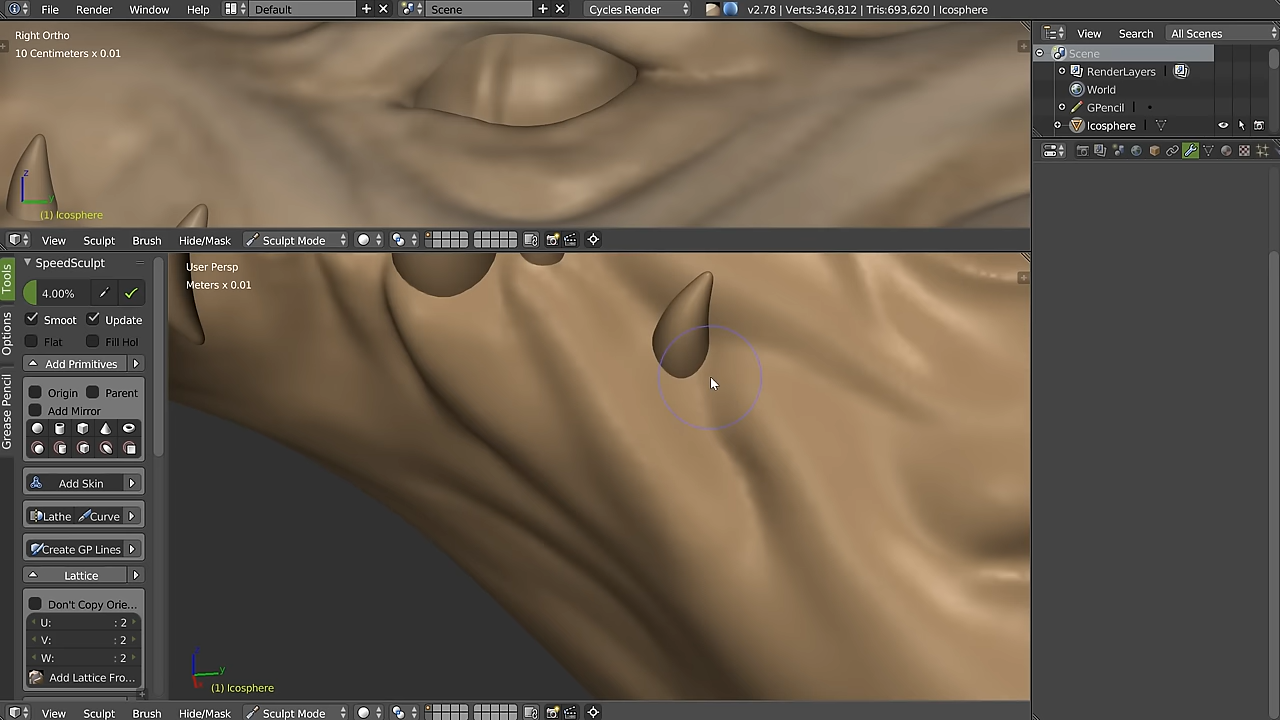 File Render Window Help Default Scene Cycles Render v2.78 | Verts:346,812 | Tris:693,620 | Icosphere
View Search All Scenes
Right Ortho
10 Centimeters x 0.01
Scene
RenderLayers
World
GPencil
Icosphere
z
y
(1) Icosphere
View Sculpt Brush Hide/Mask Sculpt Mode
Tools
Options
Grease Pencil
SpeedSculpt
4.00%
Smoot Update
Flat Fill Hol
Add Primitives
Origin Parent
Add Mirror
Add Skin
Lathe Curve
Create GP Lines
Lattice
Don't Copy Orie...
U: : 2
V: : 2
W: : 2
Add Lattice Fro...
User Persp
Meters x 0.01
y
(1) Icosphere
View Sculpt Brush Hide/Mask Sculpt Mode